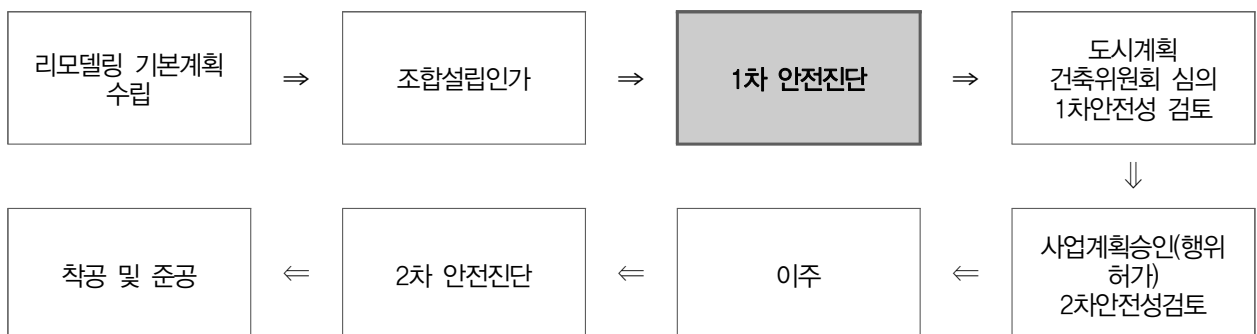 리모델링 기본계획
수립
⇒
조합설립인가
⇒
1차 안전진단
⇒
도시계획
건축위원회 심의
1차안전성 검토
⇓
사업계획승인(행위
허가)
2차안전성검토
⇐
이주
⇐
2차 안전진단
⇐
착공 및 준공